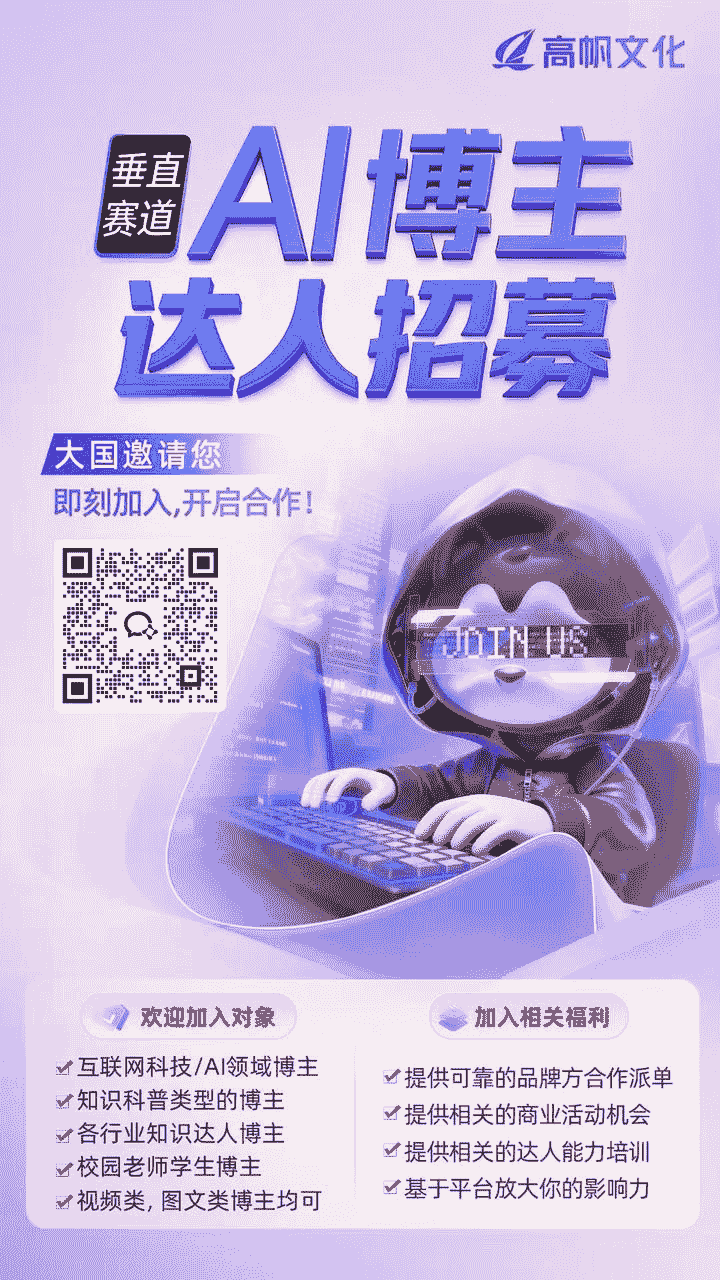 高帆文化
垂直
赛道
AI博主
达人招募
大国邀请您
即刻加入,开启合作!
JOIN US
欢迎加入对象
互联网科技/AI领域博主
知识科普类型的博主
各行业知识达人博主
校园老师学生博主
视频类, 图文类博主均可
加入相关福利
提供可靠的品牌方合作派单
提供相关的商业活动机会
提供相关的达人能力培训
基于平台放大你的影响力